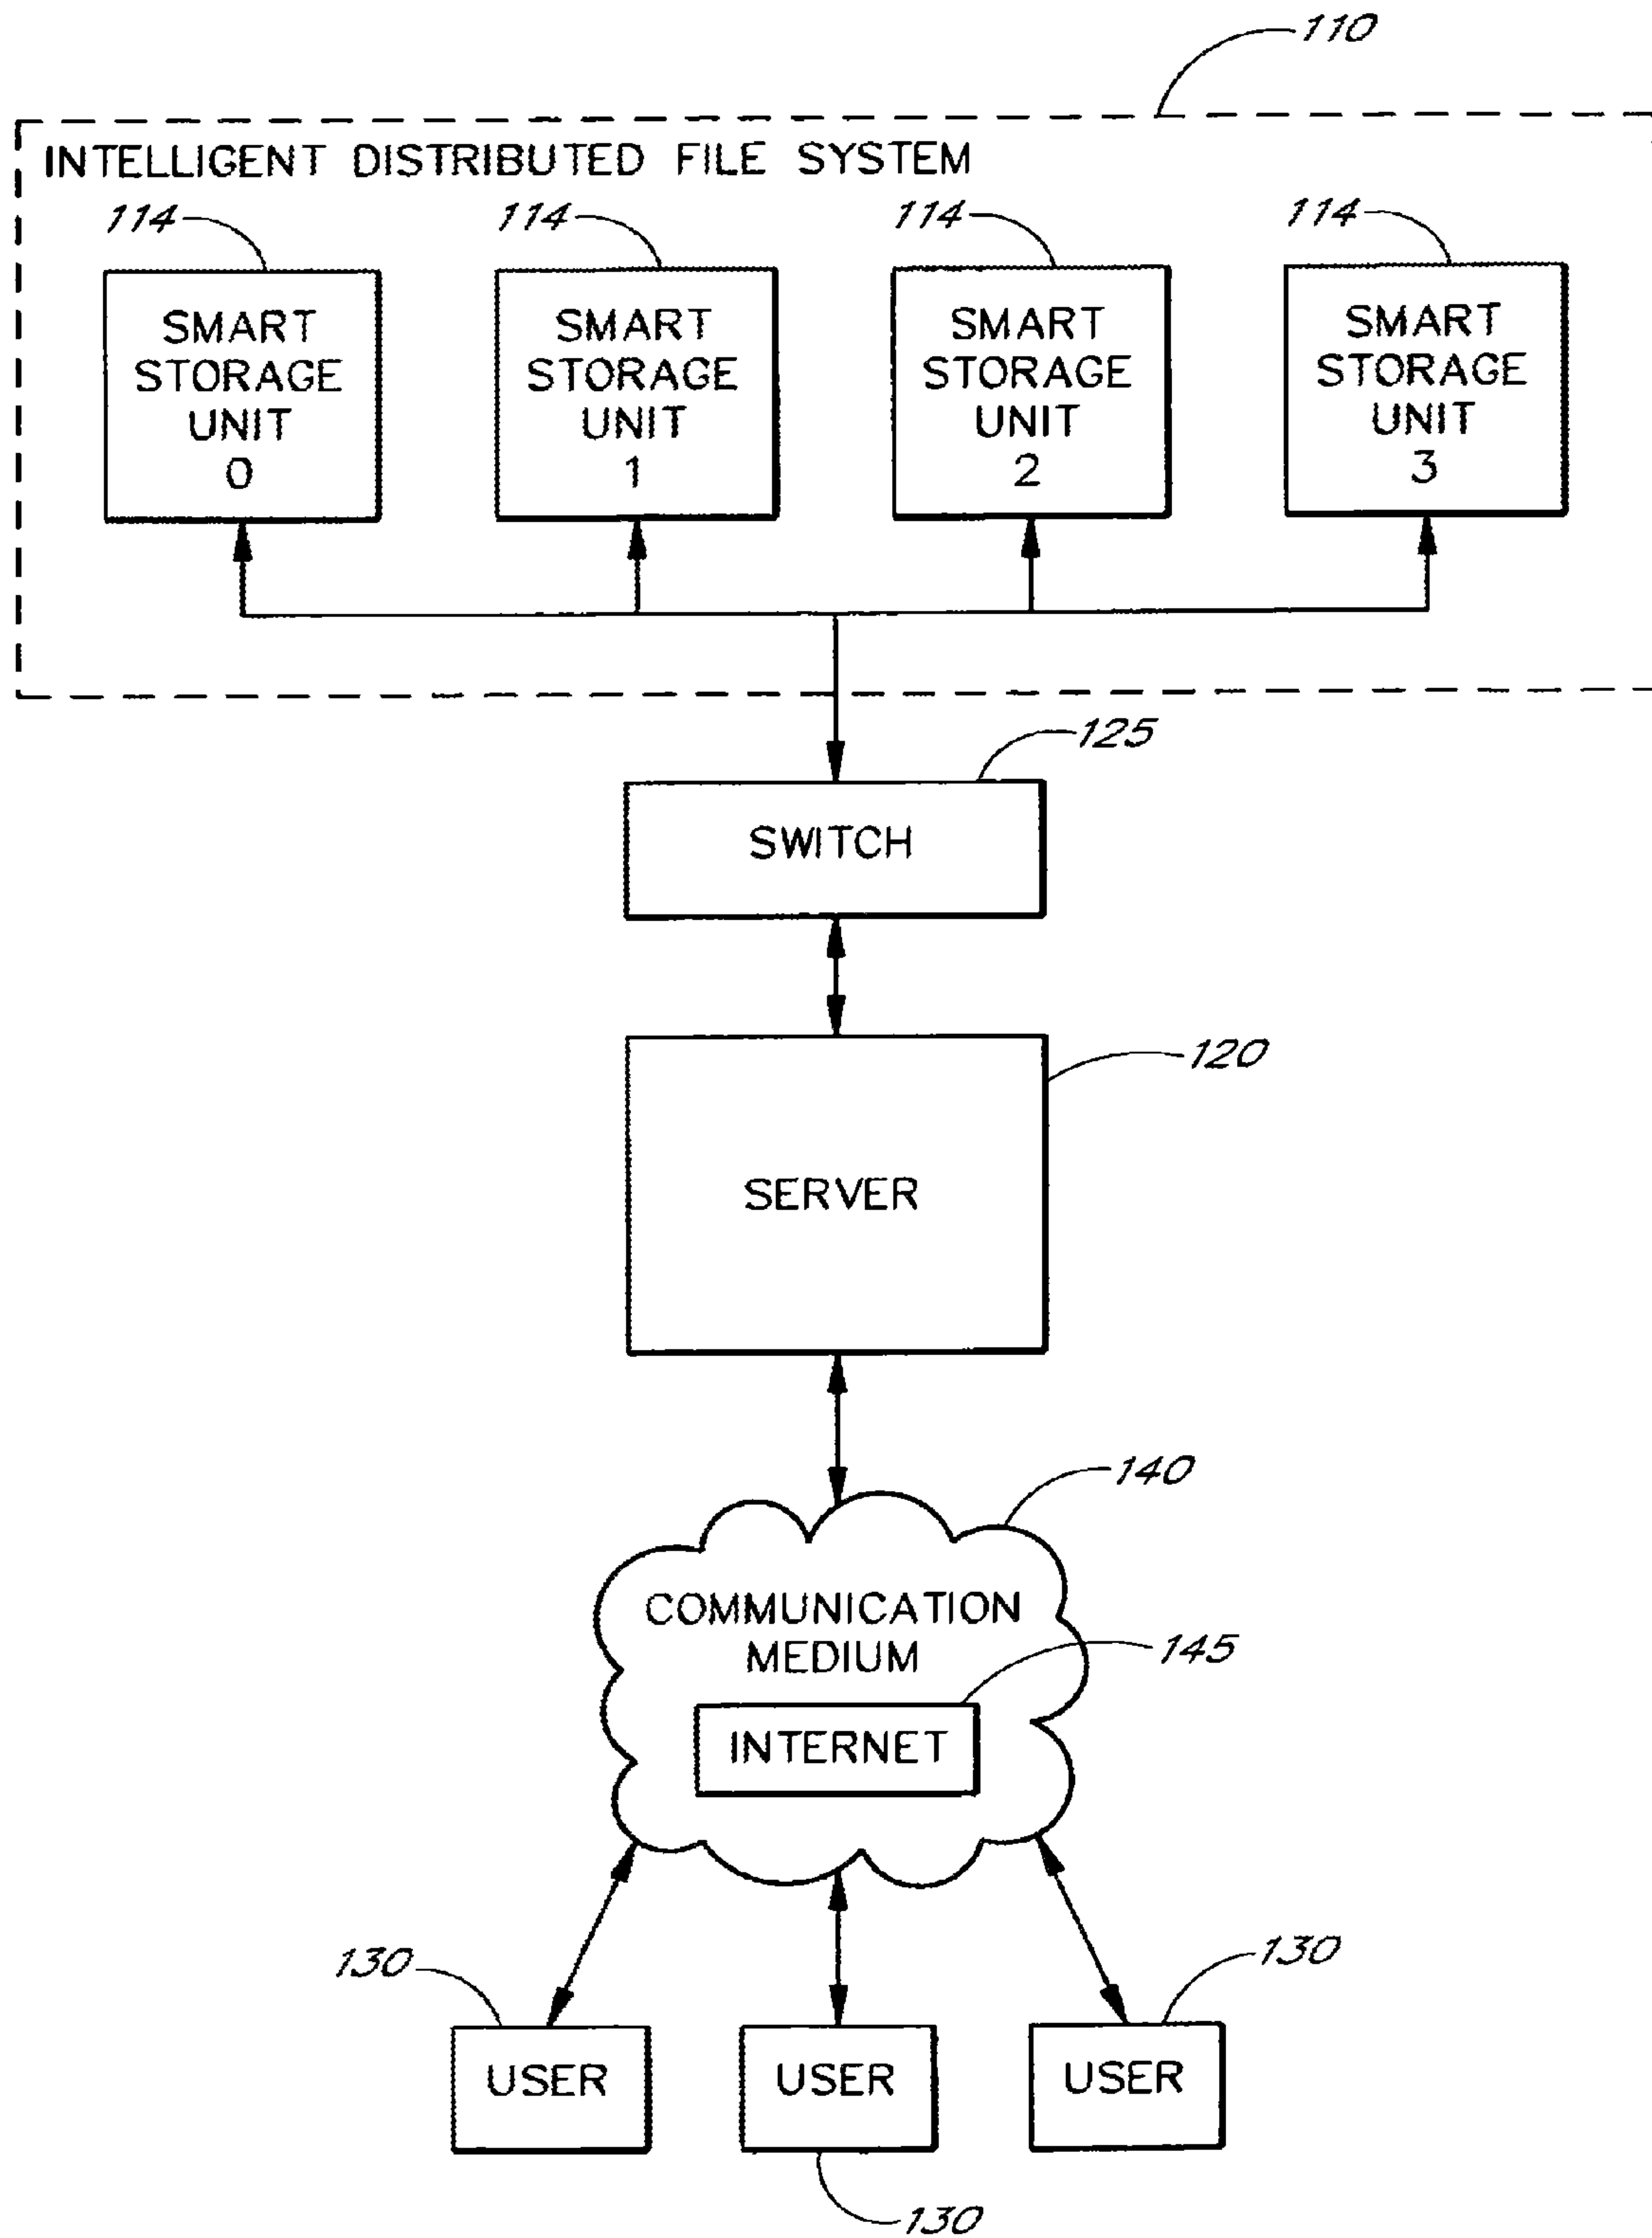 110
INTELLIGENT DISTRIBUTED FILE SYSTEM
114
114
114
114
SMART
STORAGE
UNIT
0
SMART
STORAGE
UNIT
1
SMART
STORAGE
UNIT
2
SMART
STORAGE
UNIT
3
125
SWITCH
120
SERVER
140
COMMUNICATION
MEDIUM
145
INTERNET
130
130
USER
USER
USER
130